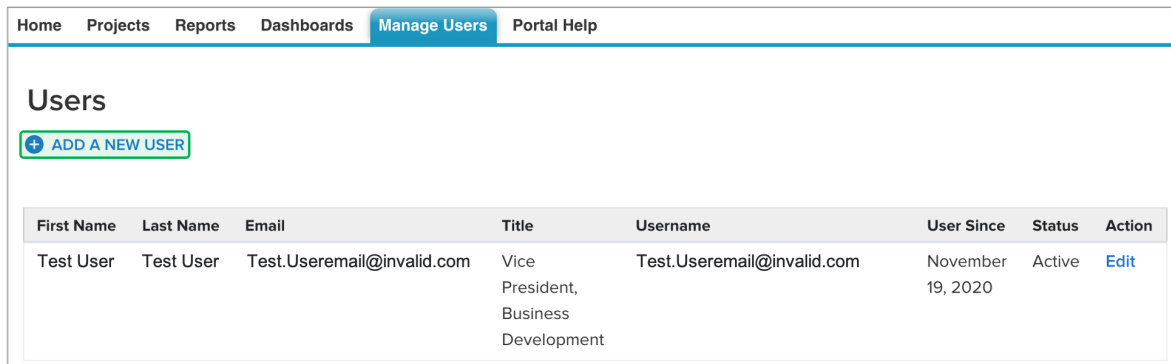 Home Projects Reports Dashboards Manage Users Portal Help
Users
ADD A NEW USER
First Name Last Name Email Title Username User Since Status Action
Test User Test User Test.Useremail@invalid.com Vice Test.Useremail@invalid.com November Active Edit
President, 19, 2020
Business
Development